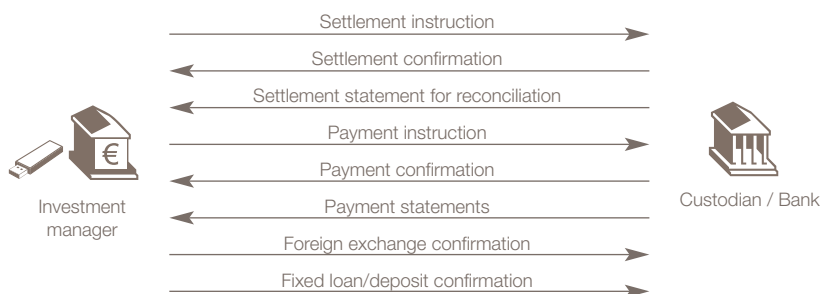 Settlement instruction
Settlement confirmation
Settlement statement for reconciliation
Payment instruction
Payment confirmation
Payment statements
Foreign exchange confirmation
Fixed loan/deposit confirmation
€
Investment
manager
Custodian / Bank